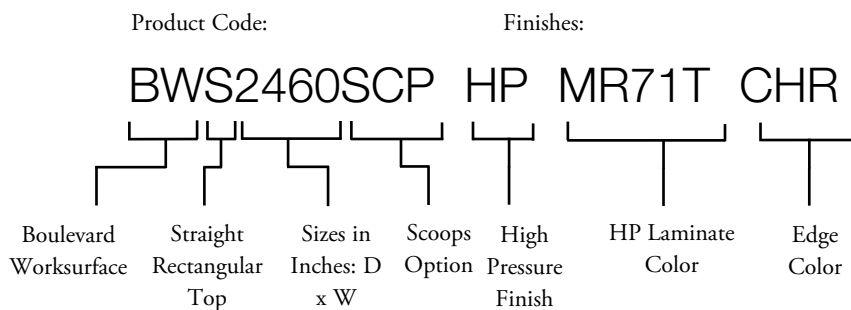 Product Code: Finishes:
BWS2460SCP HP MR71T CHR
Boulevard
Worksurface
Straight
Rectangular
Top
Sizes in
Inches: D
x W
Scoops
Option
High
Pressure
Finish
HP Laminate
Color
Edge
Color